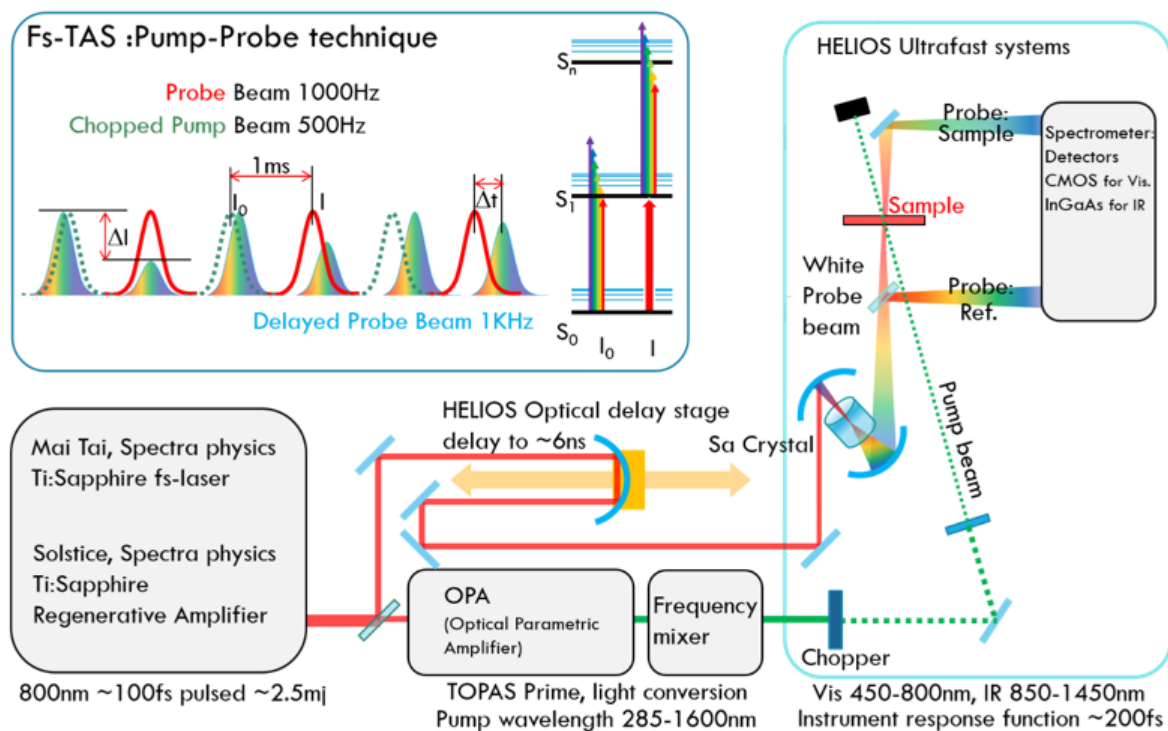 Fs-TAS :Pump-Probe technique
Probe Beam 1000Hz
Chopped Pump Beam 500Hz
1ms
I₀
I
Δt
ΔI
Delayed Probe Beam 1KHz
Sn
S₁
S₀
I₀
I
HELIOS Ultrafast systems
Probe:
Sample
Spectrometer:
Detectors
CMOS for Vis.
InGaAs for IR
Sample
White
Probe
beam
Probe:
Ref.
Pump beam
Sa Crystal
Chopper
Vis 450-800nm, IR 850-1450nm
Instrument response function ~200fs
HELIOS Optical delay stage
delay to ~6ns
Mai Tai, Spectra physics
Ti:Sapphire fs-laser
Solstice, Spectra physics
Ti:Sapphire
Regenerative Amplifier
800nm ~100fs pulsed ~2.5mj
OPA
(Optical Parametric
Amplifier)
Frequency
mixer
TOPAS Prime, light conversion
Pump wavelength 285-1600nm